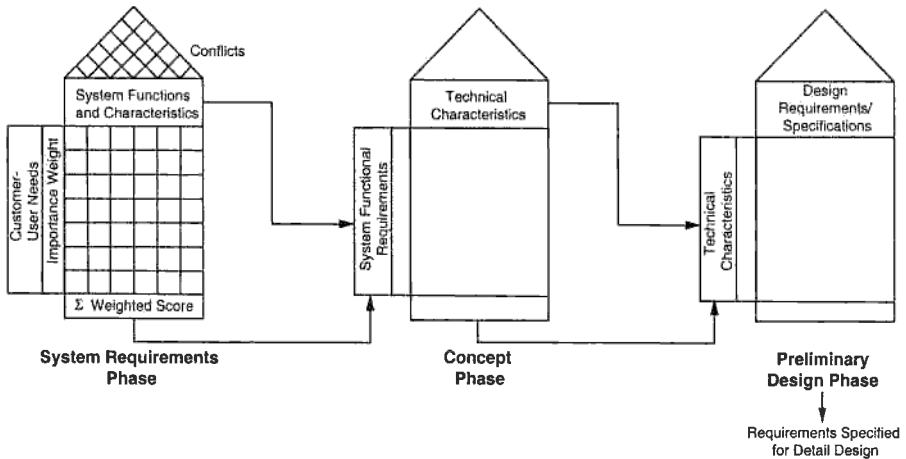 Conflicts
System Functions
and Characteristics
Customer-
User Needs
Importance Weight
Σ Weighted Score
System Requirements
Phase
Technical
Characteristics
System Functional
Requirements
Concept
Phase
Design
Requirements/
Specifications
Technical
Characteristics
Preliminary
Design Phase
Requirements Specified
for Detail Design